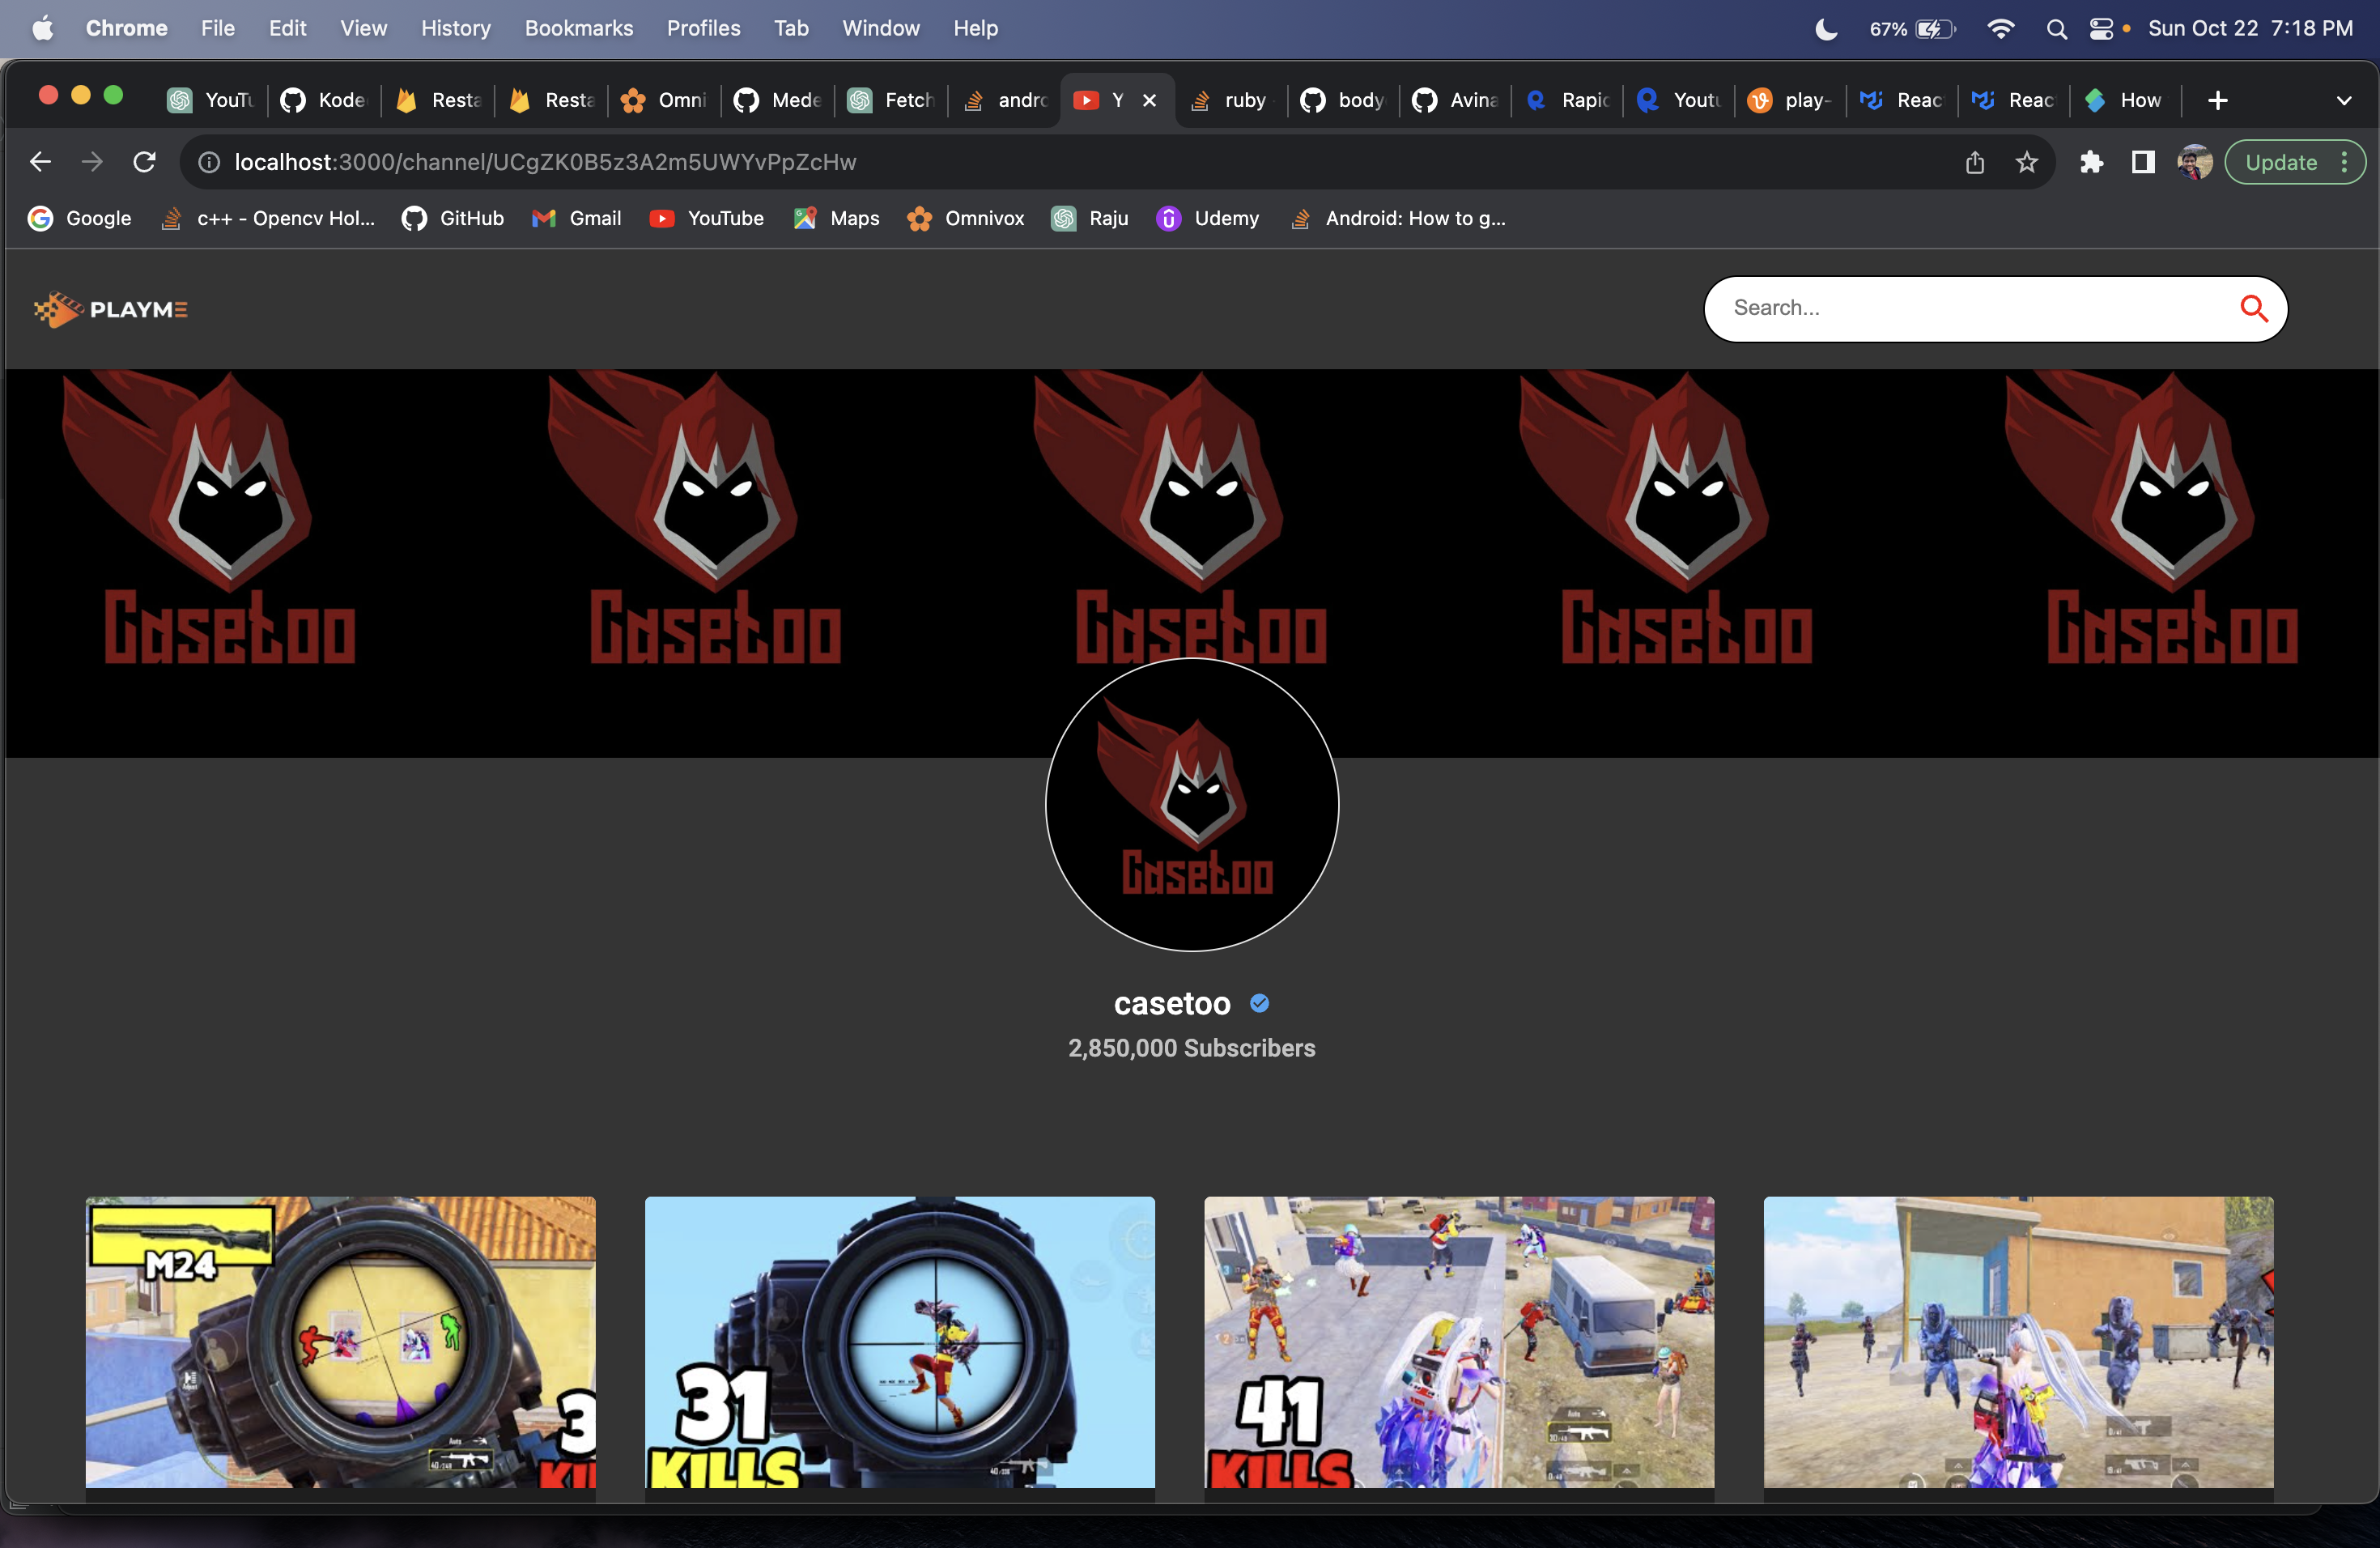 Chrome File Edit View History Bookmarks Profiles Tab Window Help 67% Sun Oct 22 7:18 PM
YouTu Kode Resta Resta Omni Mede Fetch andro Y ruby body Avina Rapid Youtu play- Reac Reac How
localhost:3000/channel/UCgZK0B5z3A2m5UWYvPpZcHw Update
Google c++ - Opencv Hol... GitHub Gmail YouTube Maps Omnivox Raju Udemy Android: How to g...
PLAYME Search...
Casetoo Casetoo Casetoo Casetoo Casetoo
Casetoo
casetoo
2,850,000 Subscribers
M24
3 31 41
KI KILLS KILLS